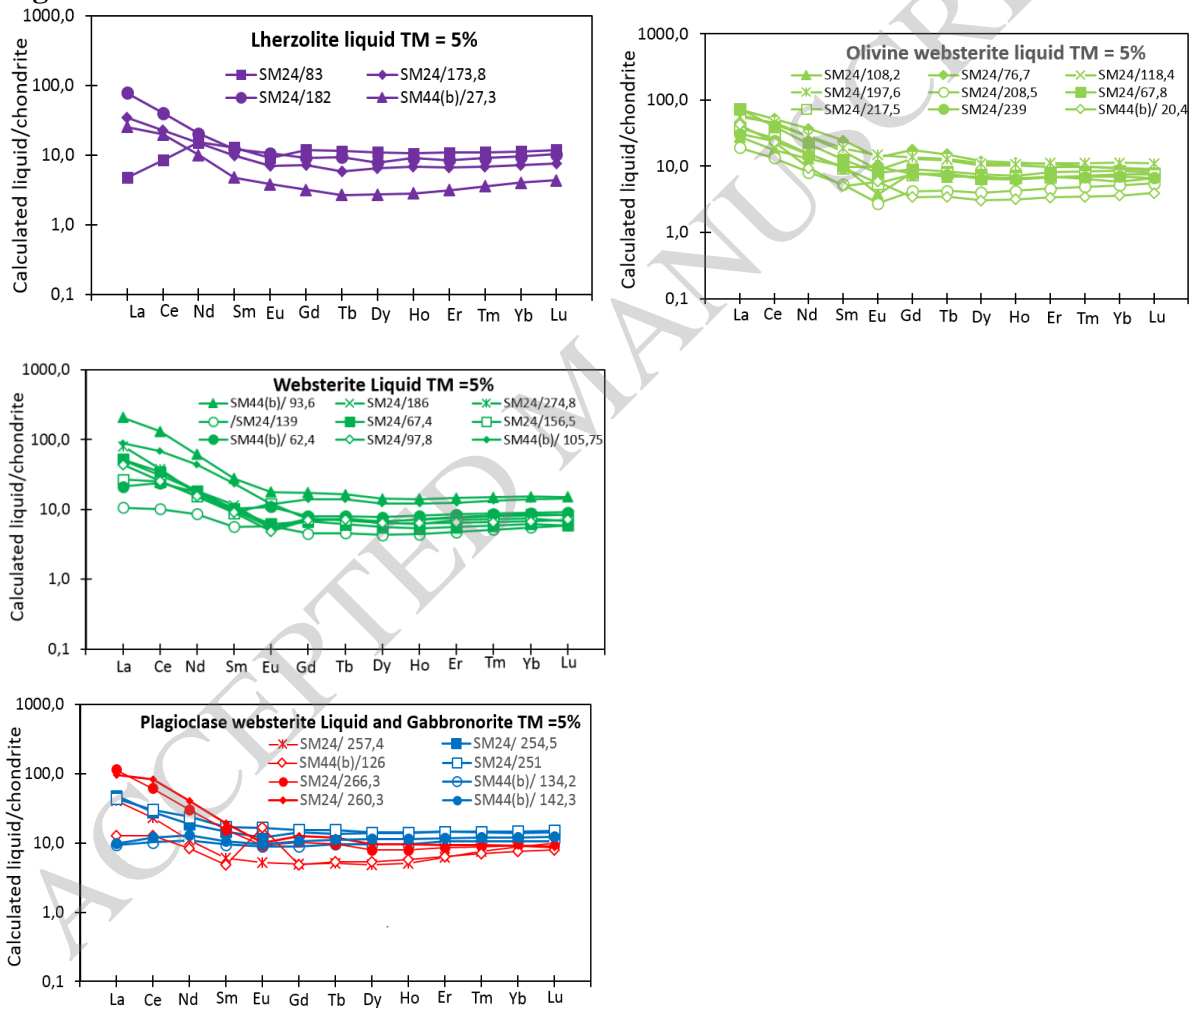 1000,0
100,0
10,0
1,0
0,1
Calculated liquid/chondrite
Lherzolite liquid TM = 5%
SM24/83 SM24/173,8
SM24/182 SM44(b)/27,3
La Ce Nd Sm Eu Gd Tb Dy Ho Er Tm Yb Lu
1000,0
100,0
10,0
1,0
0,1
Calculated liquid/chondrite
Olivine websterite liquid TM = 5%
SM24/108,2 SM24/76,7 SM24/118,4
SM24/197,6 SM24/208,5 SM24/67,8
SM24/217,5 SM24/239 SM44(b)/ 20,4
La Ce Nd Sm Eu Gd Tb Dy Ho Er Tm Yb Lu
1000,0
100,0
10,0
1,0
0,1
Calculated liquid/chondrite
Websterite Liquid TM =5%
SM44(b)/ 93,6 SM24/186 SM24/274,8
/SM24/139 SM24/67,4 SM24/156,5
SM44(b)/ 62,4 SM24/97,8 SM44(b)/ 105,75
La Ce Nd Sm Eu Gd Tb Dy Ho Er Tm Yb Lu
1000,0
100,0
10,0
1,0
0,1
Calculated liquid/chondrite
Plagioclase websterite Liquid and Gabbronorite TM =5%
SM24/ 257,4 SM24/ 254,5
SM44(b)/126 SM24/251
SM24/266,3 SM44(b)/ 134,2
SM24/ 260,3 SM44(b)/ 142,3
La Ce Nd Sm Eu Gd Tb Dy Ho Er Tm Yb Lu
ACCEPTED MANUSCR